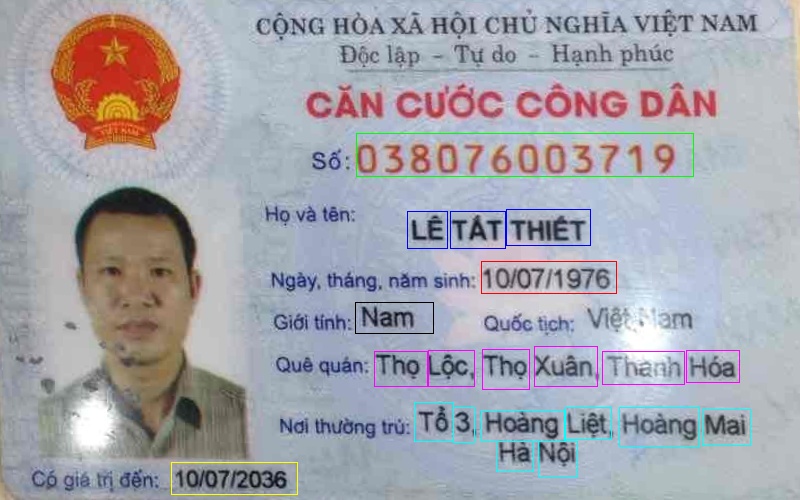 CỘNG HÒA XÃ HỘI CHỦ NGHĨA VIỆT NAM
Độc lập - Tự do - Hạnh phúc
CĂN CƯỚC CÔNG DÂN
VIỆT NAM
Số: 038076003719
Họ và tên:
LÊ TẤT THIẾT
Ngày, tháng, năm sinh: 10/07/1976
Giới tính: Nam Quốc tịch: Việt Nam
Quê quán: Thọ Lộc, Thọ Xuân, Thanh Hóa
Nơi thường trú: Tổ 3, Hoàng Liệt, Hoàng Mai
Hà Nội
Có giá trị đến: 10/07/2036